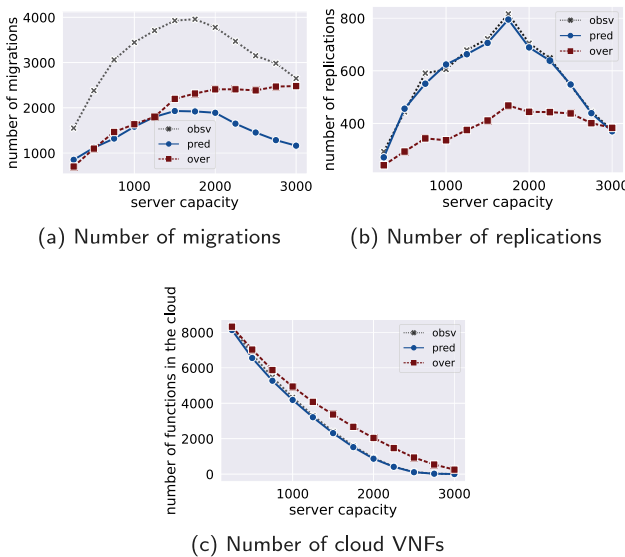 number of migrations
4000
3000
2000
1000
obsv
pred
over
1000
2000
3000
server capacity
(a) Number of migrations
number of replications
800
600
400
obsv
pred
over
1000
2000
3000
server capacity
(b) Number of replications
number of functions in the cloud
8000
6000
4000
2000
0
obsv
pred
over
1000
2000
3000
server capacity
(c) Number of cloud VNFs